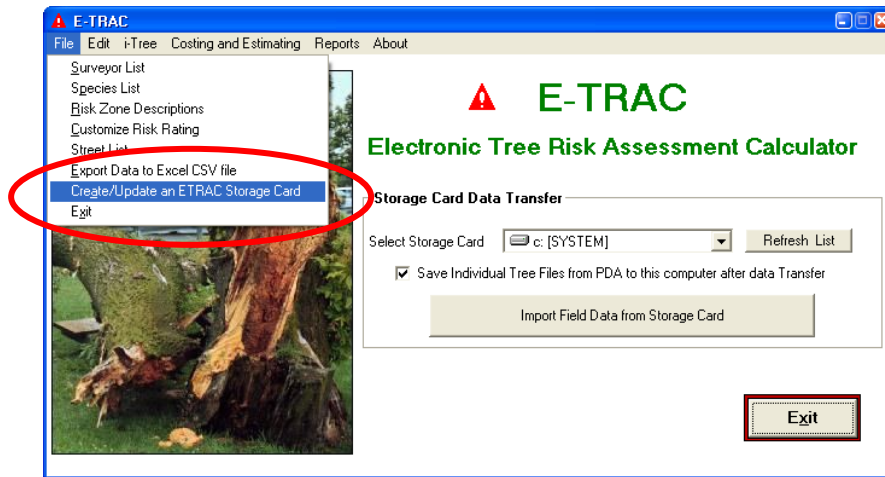 E-TRAC
File Edit i-Tree Costing and Estimating Reports About
Surveyor List
Species List
Risk Zone Descriptions
Customize Risk Rating
Street List
Export Data to Excel CSV file
Create/Update an ETRAC Storage Card
Exit
E-TRAC
Electronic Tree Risk Assessment Calculator
Storage Card Data Transfer
Select Storage Card c: [SYSTEM] Refresh List
Save Individual Tree Files from PDA to this computer after data Transfer
Import Field Data from Storage Card
Exit